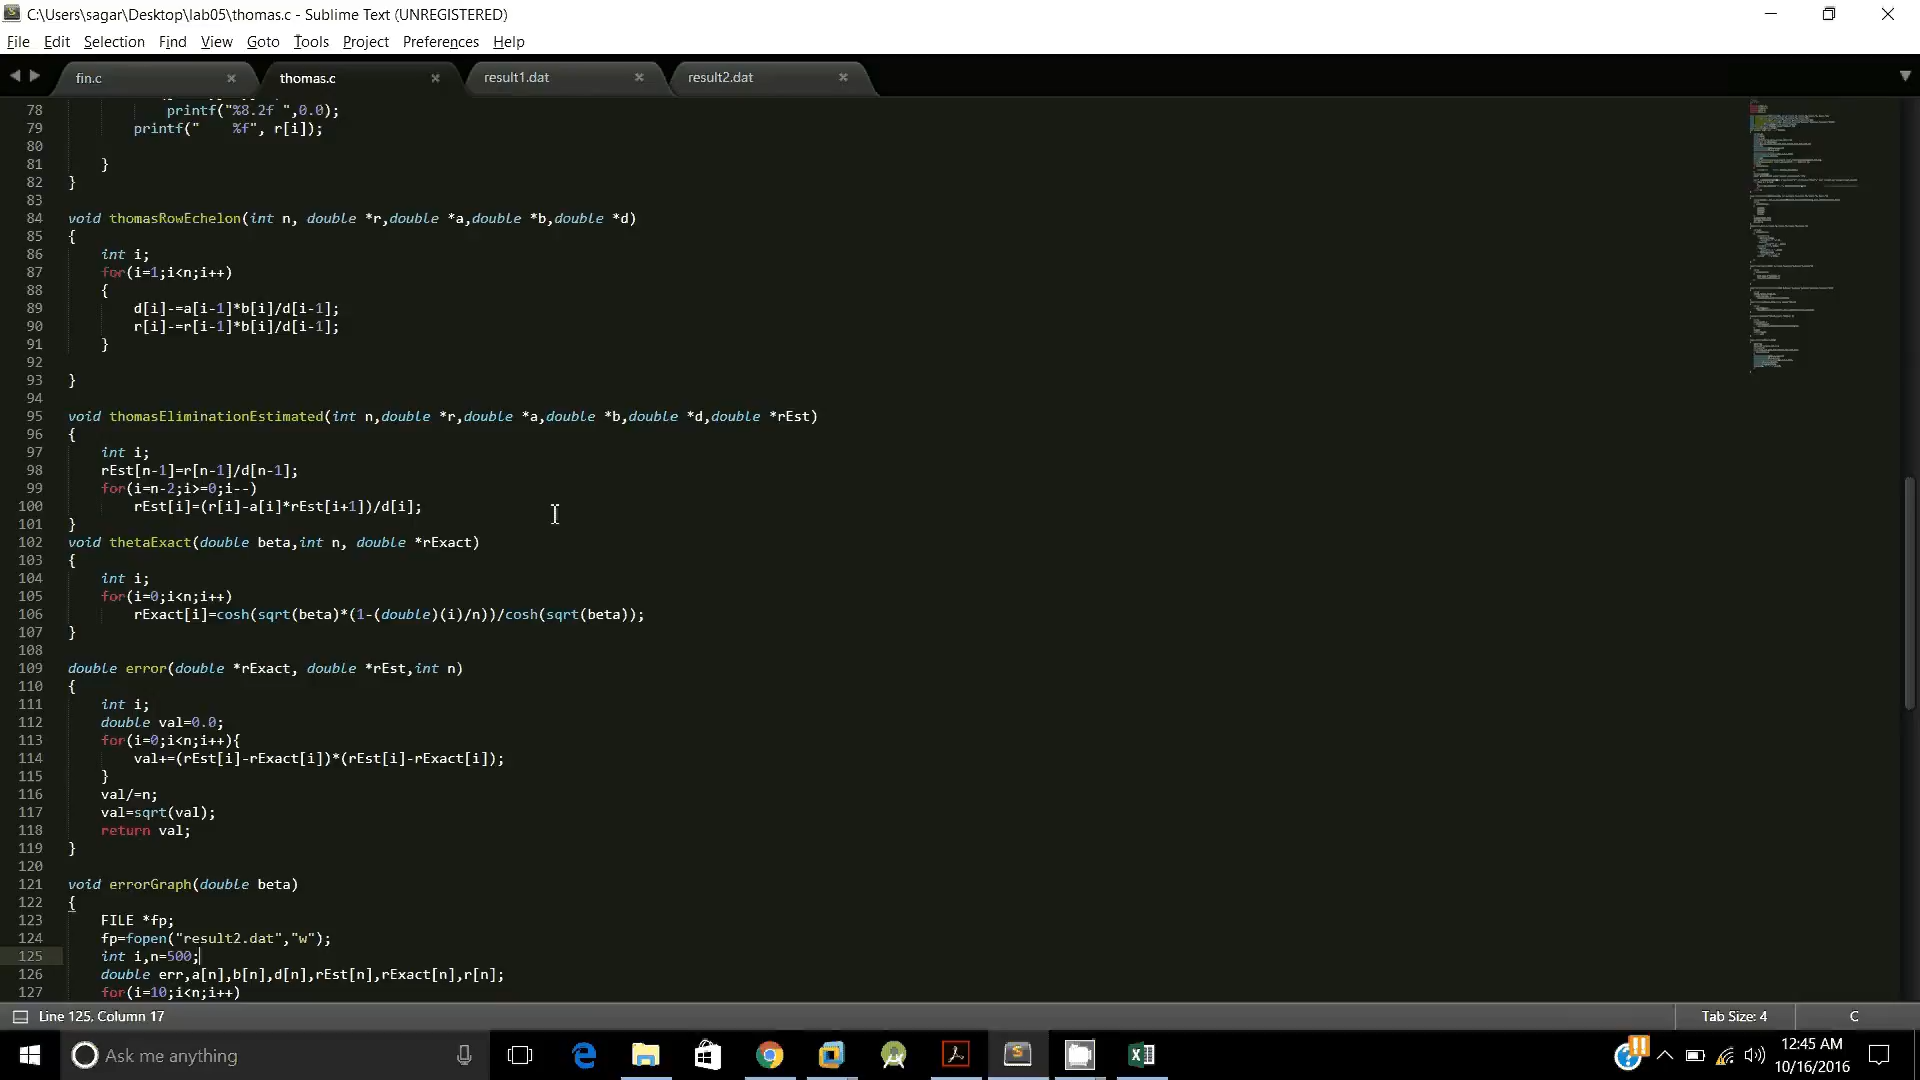 C:\Users\sagar\Desktop\lab05\thomas.c - Sublime Text (UNREGISTERED)
File Edit Selection Find View Goto Tools Project Preferences Help
fin.c thomas.c result1.dat result2.dat
78 printf("%8.2f ",0.0);
79 printf("    %f", r[i]);
80
81 }
82 }
83
84 void thomasRowEchelon(int n, double *r,double *a,double *b,double *d)
85 {
86 int i;
87 for(i=1;i<n;i++)
88 {
89 d[i]-=a[i-1]*b[i]/d[i-1];
90 r[i]-=r[i-1]*b[i]/d[i-1];
91 }
92
93 }
94
95 void thomasEliminationEstimated(int n,double *r,double *a,double *b,double *d,double *rEst)
96 {
97 int i;
98 rEst[n-1]=r[n-1]/d[n-1];
99 for(i=n-2;i>=0;i--)
100 rEst[i]=(r[i]-a[i]*rEst[i+1])/d[i];
101 }
102 void thetaExact(double beta,int n, double *rExact)
103 {
104 int i;
105 for(i=0;i<n;i++)
106 rExact[i]=cosh(sqrt(beta)*(1-(double)(i)/n))/cosh(sqrt(beta));
107 }
108
109 double error(double *rExact, double *rEst,int n)
110 {
111 int i;
112 double val=0.0;
113 for(i=0;i<n;i++){
114 val+=(rEst[i]-rExact[i])*(rEst[i]-rExact[i]);
115 }
116 val/=n;
117 val=sqrt(val);
118 return val;
119 }
120
121 void errorGraph(double beta)
122 {
123 FILE *fp;
124 fp=fopen("result2.dat","w");
125 int i,n=500;
126 double err,a[n],b[n],d[n],rEst[n],rExact[n],r[n];
127 for(i=10;i<n;i++)
Line 125, Column 17 Tab Size: 4 C
Ask me anything
12:45 AM
10/16/2016